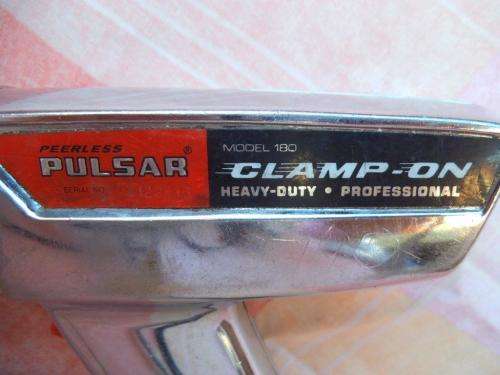 PEERLESS
PULSAR®
SERIAL NO.
MODEL 180
CLAMP-ON
HEAVY-DUTY • PROFESSIONAL